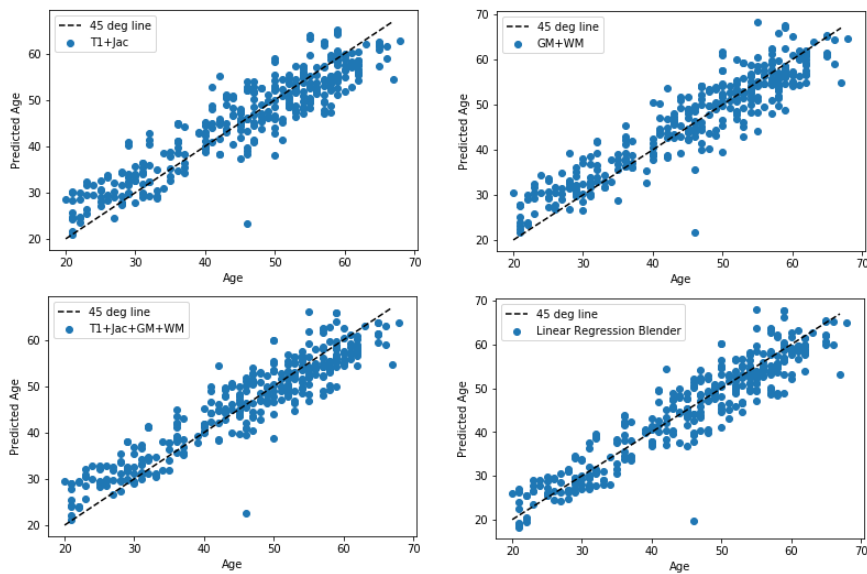 45 deg line
T1+Jac
60
50
40
30
20
Predicted Age
20 30 40 50 60 70
Age
45 deg line
GM+WM
70
60
50
40
30
20
Predicted Age
20 30 40 50 60 70
Age
45 deg line
T1+Jac+GM+WM
60
50
40
30
20
Predicted Age
20 30 40 50 60 70
Age
45 deg line
Linear Regression Blender
70
60
50
40
30
20
Predicted Age
20 30 40 50 60 70
Age